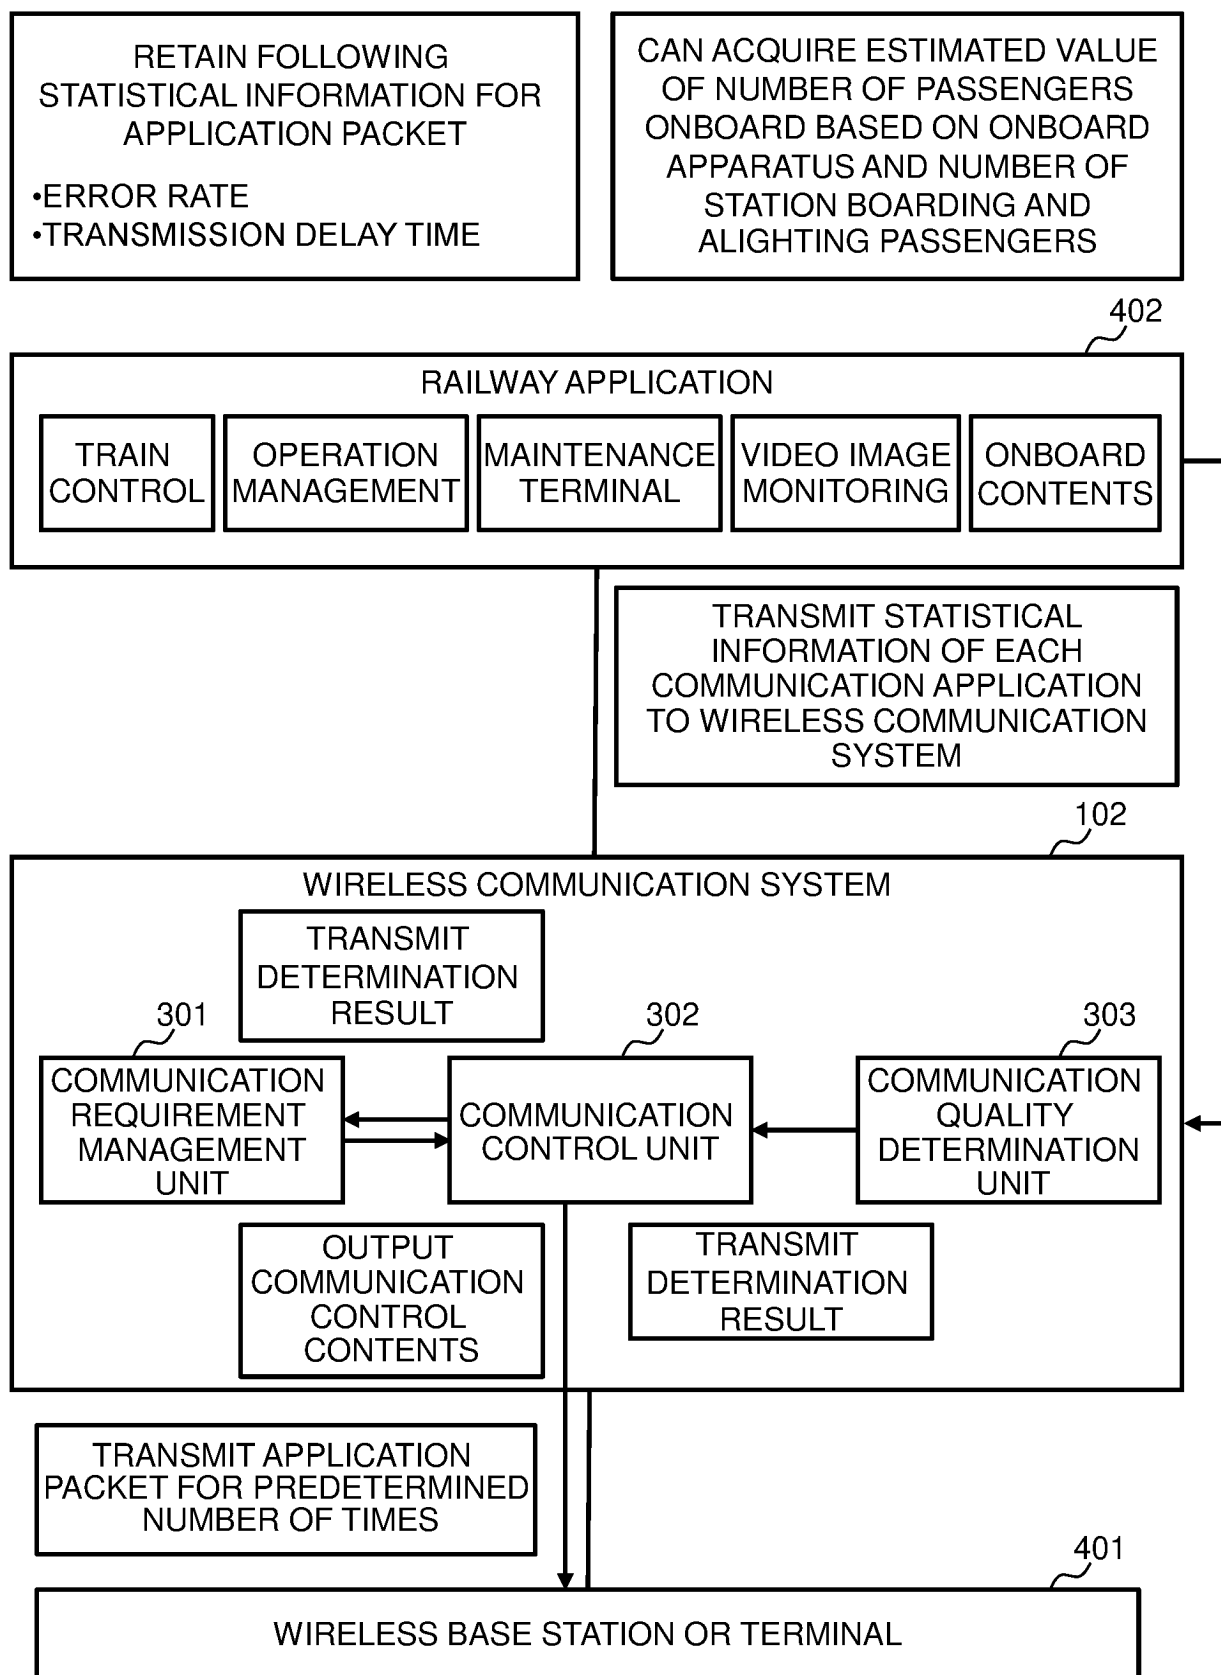 RETAIN FOLLOWING
STATISTICAL INFORMATION FOR
APPLICATION PACKET
•ERROR RATE
•TRANSMISSION DELAY TIME
CAN ACQUIRE ESTIMATED VALUE
OF NUMBER OF PASSENGERS
ONBOARD BASED ON ONBOARD
APPARATUS AND NUMBER OF
STATION BOARDING AND
ALIGHTING PASSENGERS
402
RAILWAY APPLICATION
TRAIN
CONTROL
OPERATION
MANAGEMENT
MAINTENANCE
TERMINAL
VIDEO IMAGE
MONITORING
ONBOARD
CONTENTS
TRANSMIT STATISTICAL
INFORMATION OF EACH
COMMUNICATION APPLICATION
TO WIRELESS COMMUNICATION
SYSTEM
102
WIRELESS COMMUNICATION SYSTEM
TRANSMIT
DETERMINATION
RESULT
301
302
303
COMMUNICATION
REQUIREMENT
MANAGEMENT
UNIT
COMMUNICATION
CONTROL UNIT
COMMUNICATION
QUALITY
DETERMINATION
UNIT
OUTPUT
COMMUNICATION
CONTROL
CONTENTS
TRANSMIT
DETERMINATION
RESULT
TRANSMIT APPLICATION
PACKET FOR PREDETERMINED
NUMBER OF TIMES
401
WIRELESS BASE STATION OR TERMINAL